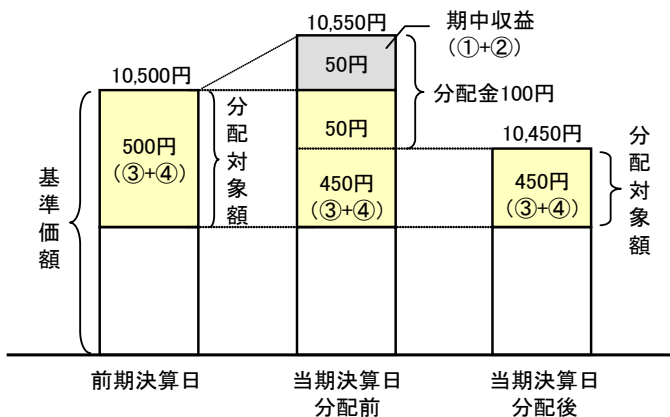 10,550円
期中収益
(①+②)
10,500円
50円
分配金100円
分配対象額
500円
(③+④)
50円
10,450円
基準価額
450円
(③+④)
450円
(③+④)
分配対象額
前期決算日
当期決算日
分配前
当期決算日
分配後